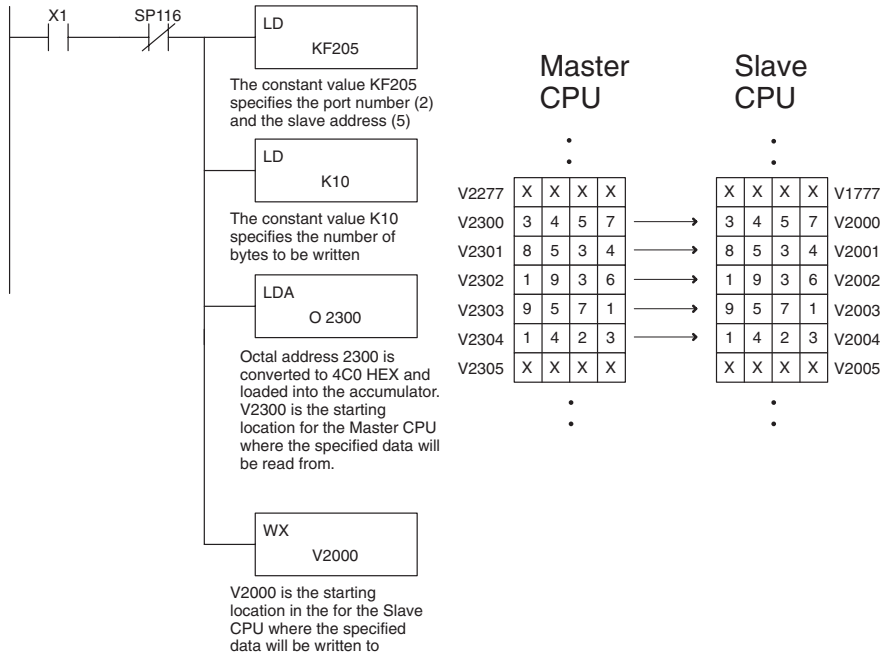 X1 SP116
LD
KF205
The constant value KF205
specifies the port number (2)
and the slave address (5)
LD
K10
The constant value K10
specifies the number of
bytes to be written
LDA
O 2300
Octal address 2300 is
converted to 4C0 HEX and
loaded into the accumulator.
V2300 is the starting
location for the Master CPU
where the specified data will
be read from.
WX
V2000
V2000 is the starting
location in the for the Slave
CPU where the specified
data will be written to
Master
CPU
Slave
CPU
V2277 X X X X X X X X V1777
V2300 3 4 5 7 3 4 5 7 V2000
V2301 8 5 3 4 8 5 3 4 V2001
V2302 1 9 3 6 1 9 3 6 V2002
V2303 9 5 7 1 9 5 7 1 V2003
V2304 1 4 2 3 1 4 2 3 V2004
V2305 X X X X X X X X V2005